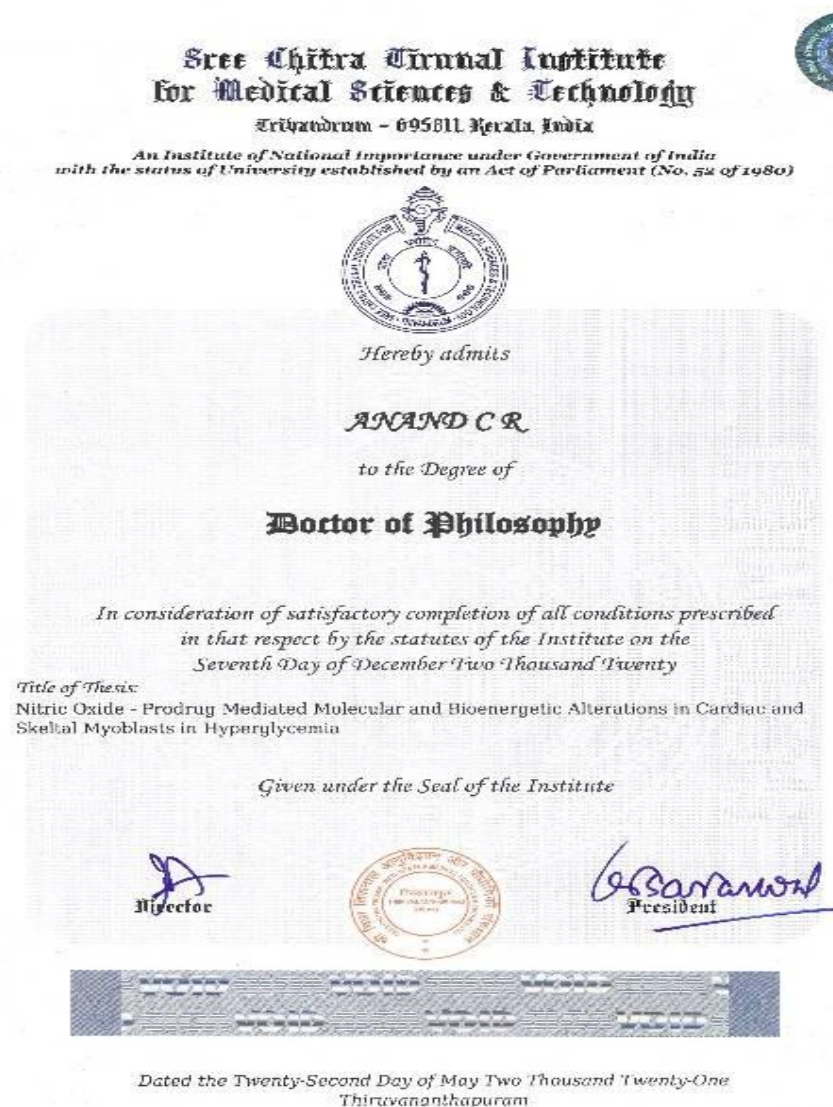 Sree Chitra Tirunal Institute
for Medical Sciences & Technology
Trivandrum - 695011 Kerala, India
An Institute of National Importance under Government of India
with the status of University established by an Act of Parliament (No. 52 of 1980)
Hereby admits
ANAND C R
to the Degree of
Doctor of Philosophy
In consideration of satisfactory completion of all conditions prescribed
in that respect by the statutes of the Institute on the
Seventh Day of December Two Thousand Twenty
Title of Thesis:
Nitric Oxide - Prodrug Mediated Molecular and Bioenergetic Alterations in Cardiac and
Skeltal Myoblasts in Hyperglycemia
Given under the Seal of the Institute
Director
President
Dated the Twenty-Second Day of May Two Thousand Twenty-One
Thiruvananthapuram